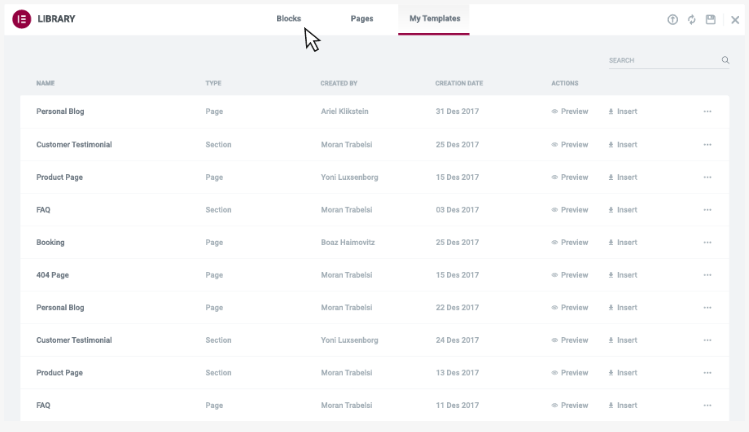 LIBRARY Blocks Pages My Templates
SEARCH
NAME TYPE CREATED BY CREATION DATE ACTIONS
Personal Blog Page Ariel Klikstein 31 Des 2017 Preview Insert
Customer Testimonial Section Moran Trabelsi 25 Des 2017 Preview Insert
Product Page Page Yoni Luxsenborg 15 Des 2017 Preview Insert
FAQ Section Moran Trabelsi 03 Des 2017 Preview Insert
Booking Page Boaz Haimovitz 25 Des 2017 Preview Insert
404 Page Page Moran Trabelsi 15 Des 2017 Preview Insert
Personal Blog Page Moran Trabelsi 22 Des 2017 Preview Insert
Customer Testimonial Section Yoni Luxsenborg 24 Des 2017 Preview Insert
Product Page Section Moran Trabelsi 13 Des 2017 Preview Insert
FAQ Page Moran Trabelsi 11 Des 2017 Preview Insert